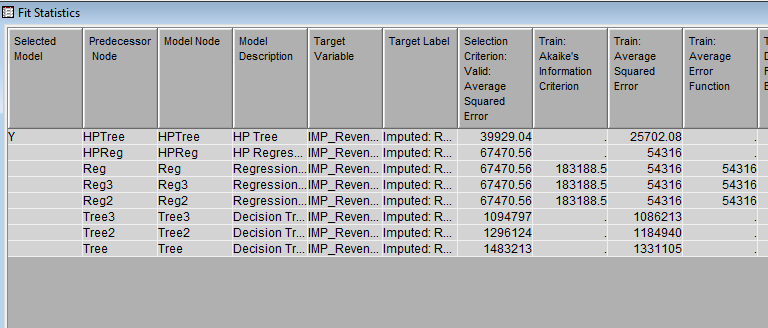 Fit Statistics
Selected Model Predecessor Node Model Node Model Description Target Variable Target Label Selection Criterion: Valid: Average Squared Error Train: Akaike's Information Criterion Train: Average Squared Error Train: Average Error Function
Y HPTree HPTree HP Tree IMP_Reven... Imputed: R... 39929.04 . 25702.08 .
HPReg HPReg HP Regres... IMP_Reven... Imputed: R... 67470.56 . 54316 .
Reg Reg Regression... IMP_Reven... Imputed: R... 67470.56 183188.5 54316 54316
Reg3 Reg3 Regression... IMP_Reven... Imputed: R... 67470.56 183188.5 54316 54316
Reg2 Reg2 Regression... IMP_Reven... Imputed: R... 67470.56 183188.5 54316 54316
Tree3 Tree3 Decision Tr... IMP_Reven... Imputed: R... 1094797 . 1086213 .
Tree2 Tree2 Decision Tr... IMP_Reven... Imputed: R... 1296124 . 1184940 .
Tree Tree Decision Tr... IMP_Reven... Imputed: R... 1483213 . 1331105 .